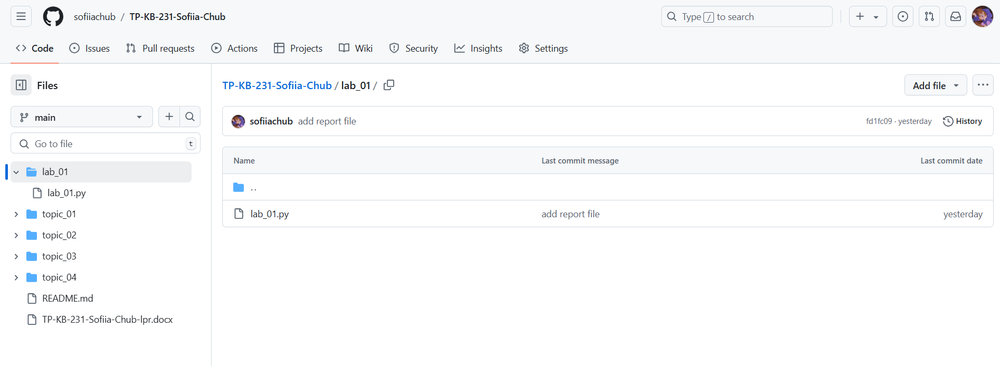 sofiiachub / TP-KB-231-Sofiia-Chub
Type / to search
Code Issues Pull requests Actions Projects Wiki Security Insights Settings
Files
main
Go to file t
lab_01
lab_01.py
topic_01
topic_02
topic_03
topic_04
README.md
TP-KB-231-Sofiia-Chub-lpr.docx
TP-KB-231-Sofiia-Chub / lab_01 /
Add file
sofiiachub add report file fd1fc09 · yesterday History
Name Last commit message Last commit date
..
lab_01.py add report file yesterday